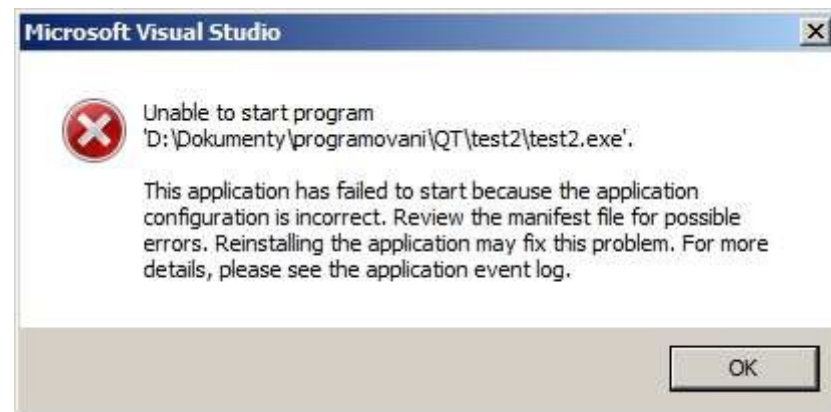 Microsoft Visual Studio
Unable to start program
'D:\Dokumenty\programovani\QT\test2\test2.exe'.
This application has failed to start because the application
configuration is incorrect. Review the manifest file for possible
errors. Reinstalling the application may fix this problem. For more
details, please see the application event log.
OK